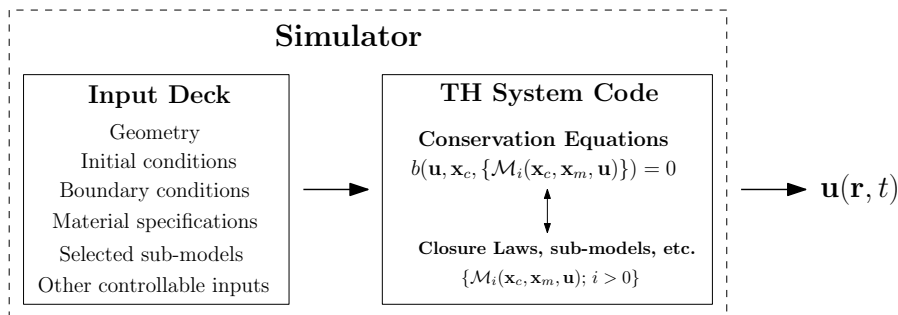 Simulator
Input Deck
Geometry
Initial conditions
Boundary conditions
Material specifications
Selected sub-models
Other controllable inputs
TH System Code
Conservation Equations
b(u, x_c, {ℳ_i(x_c, x_m, u)}) = 0
Closure Laws, sub-models, etc.
{ℳ_i(x_c, x_m, u); i > 0}
u(r, t)